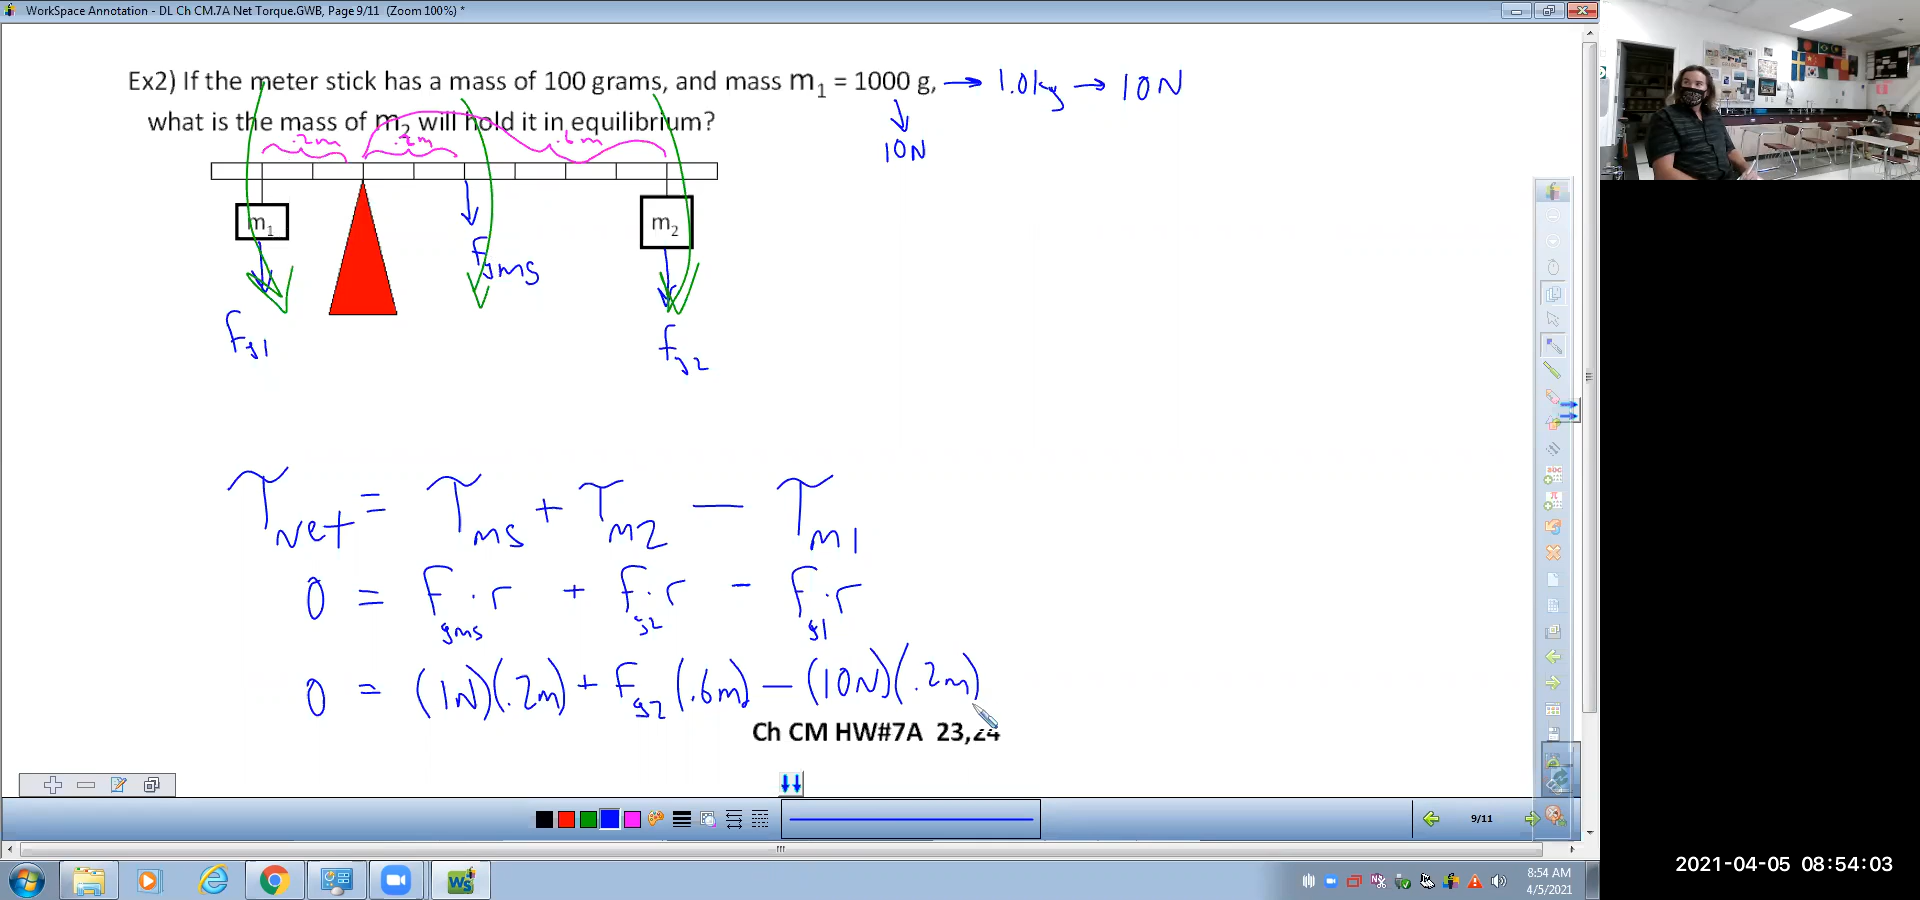 WorkSpace Annotation - DL Ch CM.7A Net Torque.GWB, Page 9/11 (Zoom 100%) *
Ex2) If the meter stick has a mass of 100 grams, and mass m1 = 1000 g, → 1.0kg → 10N
what is the mass of m2 will hold it in equilibrium?
10N
.2m .2m .6m
m1 m2
Fgms
Fg1 Fg2
τNet = τms + τm2 − τm1
0 = Fgms · r + Fg2 · r − Fg1 · r
0 = (1N)(.2m) + Fg2 (.6m) − (10N)(.2m)
Ch CM HW#7A 23,24
9/11
8:54 AM
4/5/2021
2021-04-05 08:54:03